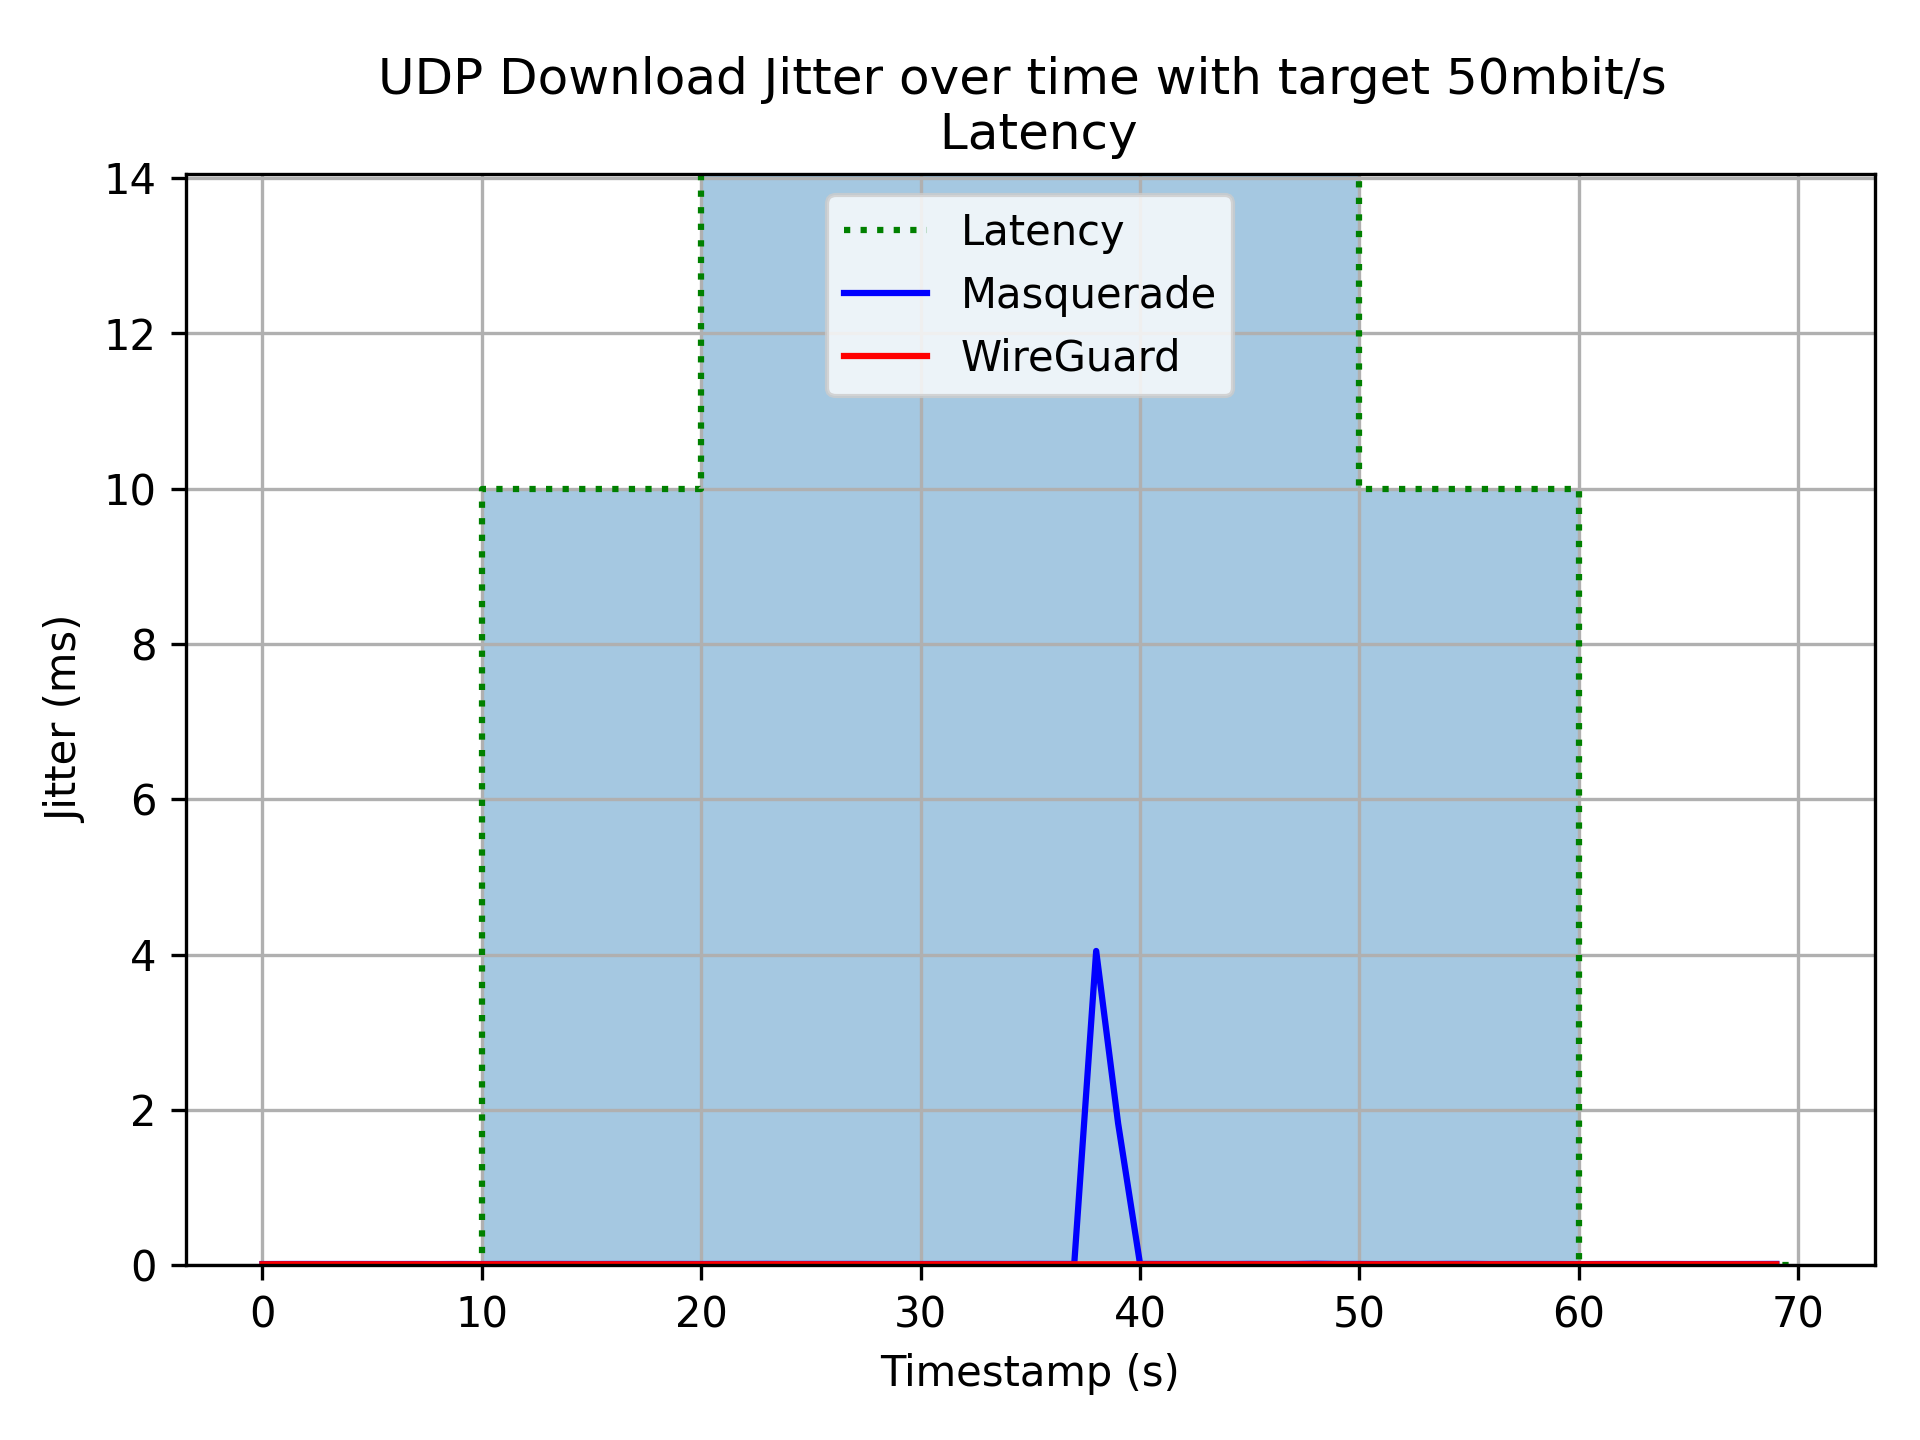 UDP Download Jitter over time with target 50mbit/s
Latency
14
12
10
8
6
4
2
0
Jitter (ms)
Latency
Masquerade
WireGuard
0 10 20 30 40 50 60 70
Timestamp (s)